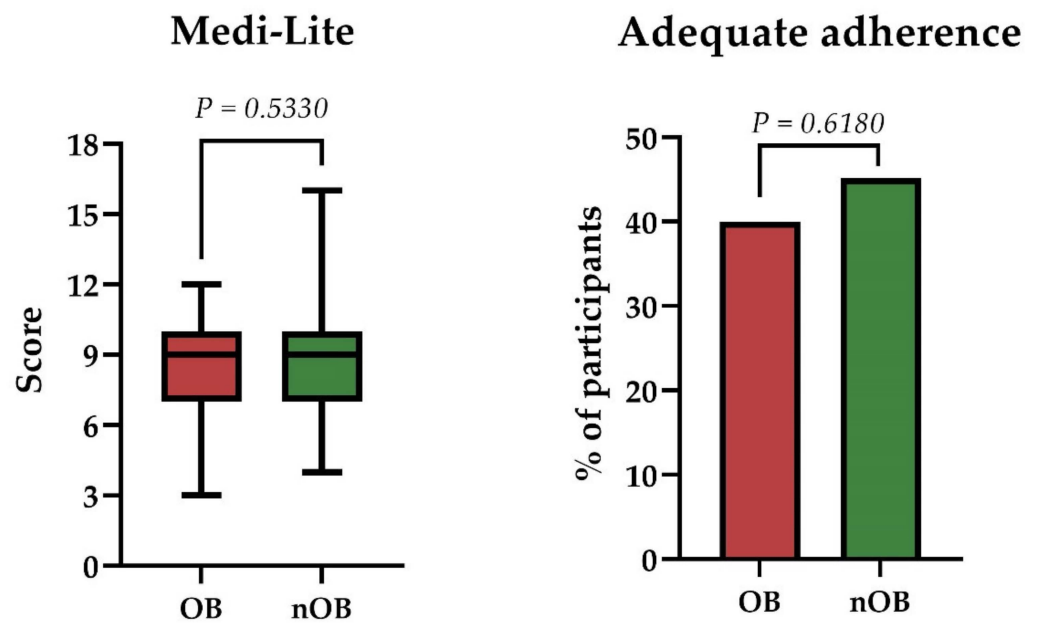 Medi-Lite
P = 0.5330
18
15
12
9
6
3
0
Score
OB
nOB
Adequate adherence
P = 0.6180
50
40
30
20
10
0
% of participants
OB
nOB